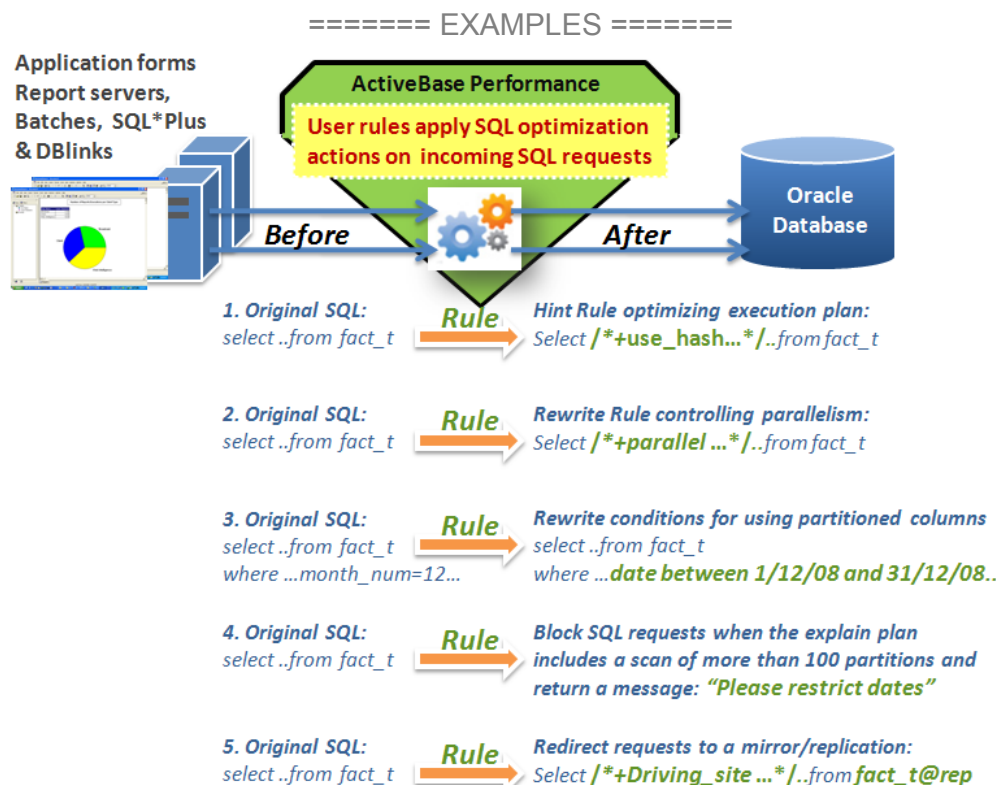 ======= EXAMPLES =======
Application forms
Report servers,
Batches, SQL*Plus
& DBlinks
ActiveBase Performance
User rules apply SQL optimization
actions on incoming SQL requests
Before
After
Oracle
Database
1. Original SQL:
select ..from fact_t
Rule
Hint Rule optimizing execution plan:
Select /*+use_hash...*/..from fact_t
2. Original SQL:
select ..from fact_t
Rule
Rewrite Rule controlling parallelism:
Select /*+parallel ...*/..from fact_t
3. Original SQL:
select ..from fact_t
where ...month_num=12...
Rule
Rewrite conditions for using partitioned columns
select ..from fact_t
where ...date between 1/12/08 and 31/12/08..
4. Original SQL:
select ..from fact_t
Rule
Block SQL requests when the explain plan
includes a scan of more than 100 partitions and
return a message: “Please restrict dates”
5. Original SQL:
select ..from fact_t
Rule
Redirect requests to a mirror/replication:
Select /*+Driving_site ...*/..from fact_t@rep